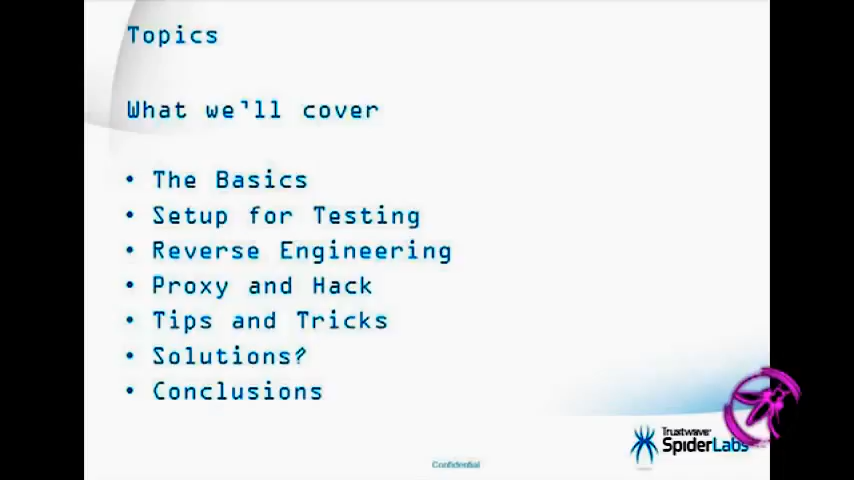 Topics
What we'll cover
• The Basics
• Setup for Testing
• Reverse Engineering
• Proxy and Hack
• Tips and Tricks
• Solutions?
• Conclusions
Trustwave®
SpiderLabs
Confidential